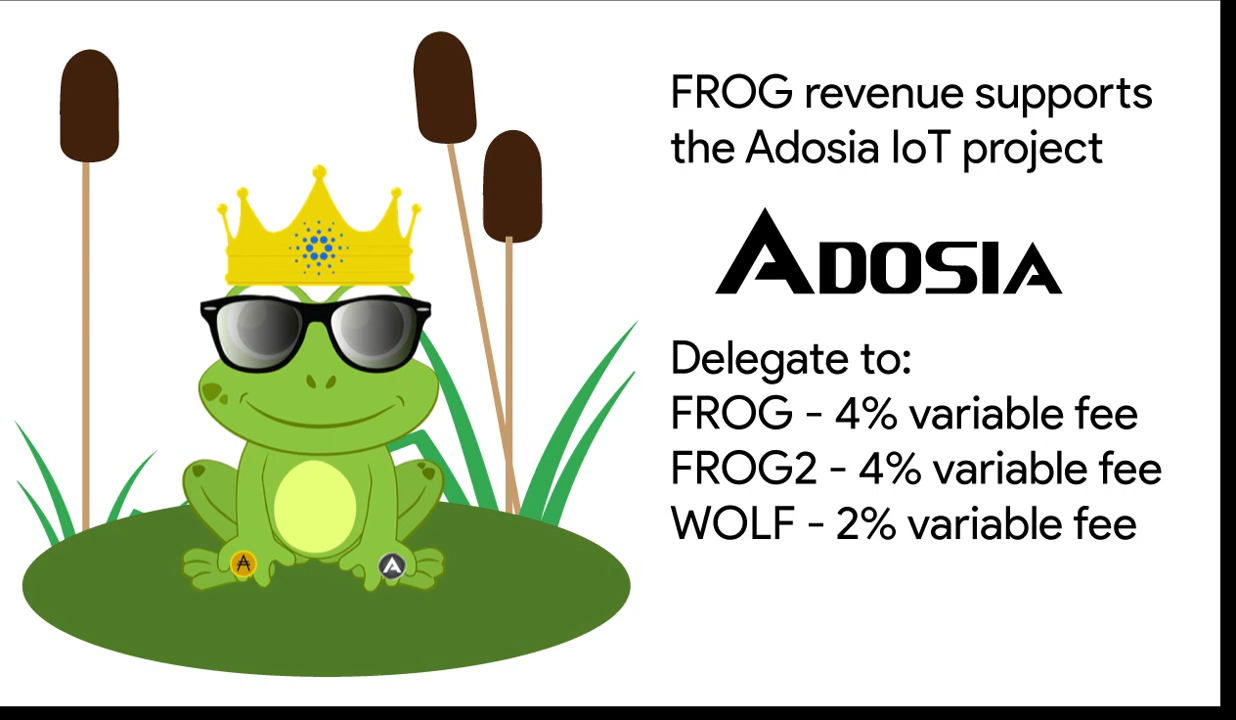 FROG revenue supports
the Adosia IoT project
ADOSIA
Delegate to:
FROG - 4% variable fee
FROG2 - 4% variable fee
WOLF - 2% variable fee